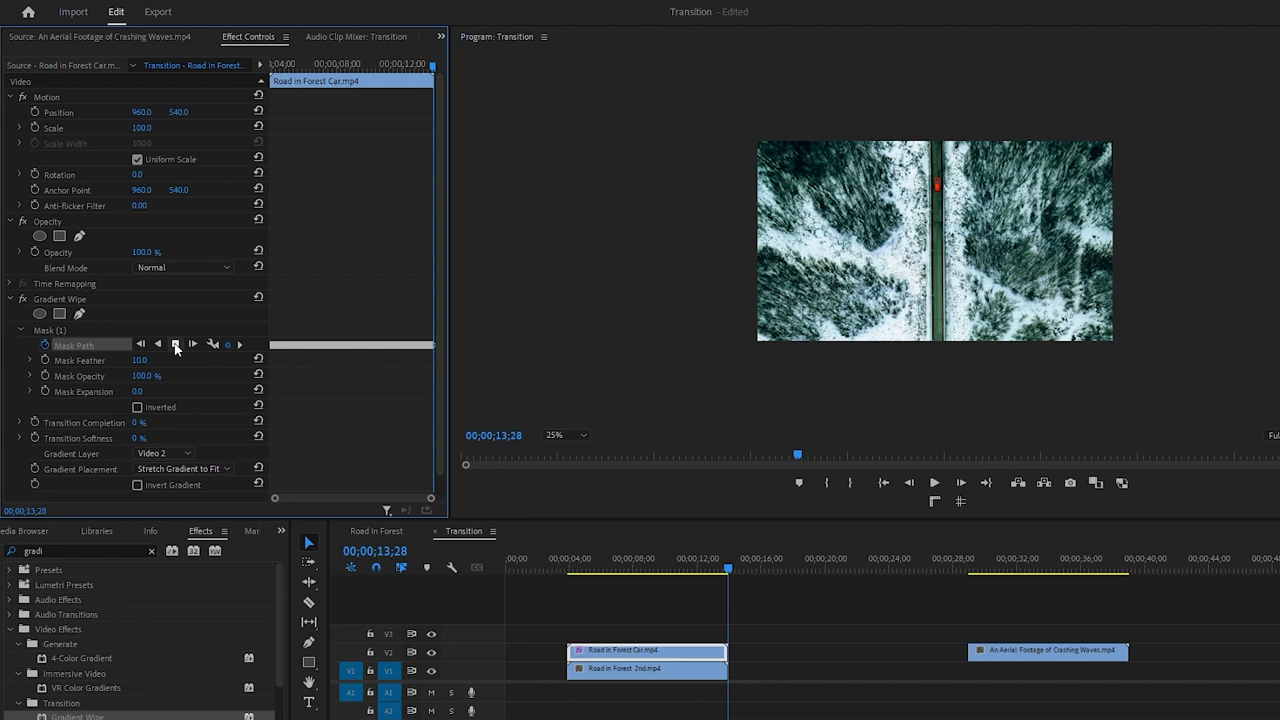 Import Edit Export Transition - Edited
Source: An Aerial Footage of Crashing Waves.mp4 Effect Controls Audio Clip Mixer: Transition Program: Transition
Source - Road in Forest Car.m... Transition - Road in Forest... ;04;00 00;00;08;00 00;00;12;00
Video Road in Forest Car.mp4
fx Motion
Position 960.0 540.0
Scale 100.0
Scale Width 100.0
Uniform Scale
Rotation 0.0
Anchor Point 960.0 540.0
Anti-flicker Filter 0.00
fx Opacity
Opacity 100.0 %
Blend Mode Normal
fx Time Remapping
fx Gradient Wipe
Mask (1)
Mask Path
Mask Feather 10.0
Mask Opacity 100.0 %
Mask Expansion 0.0
Inverted
Transition Completion 0 %
Transition Softness 0 %
Gradient Layer Video 2
Gradient Placement Stretch Gradient to Fit
Invert Gradient
00;00;13;28
00;00;13;28 25% Ful
edia Browser Libraries Info Effects Mar
gradi
Presets
Lumetri Presets
Audio Effects
Audio Transitions
Video Effects
Generate
4-Color Gradient
Immersive Video
VR Color Gradients
Transition
Gradient Wipe
Road in Forest Transition
00;00;13;28
;00;00 00;00;04;00 00;00;08;00 00;00;12;00 00;00;16;00 00;00;20;00 00;00;24;00 00;00;28;00 00;00;32;00 00;00;36;00 00;00;40;00 00;00;44;00 00;00;48
V3
V2 Road in Forest Car.mp4 An Aerial Footage of Crashing Waves.mp4
V1 V1 Road in Forest 2nd.mp4
A1 A1 M S
A2 M S